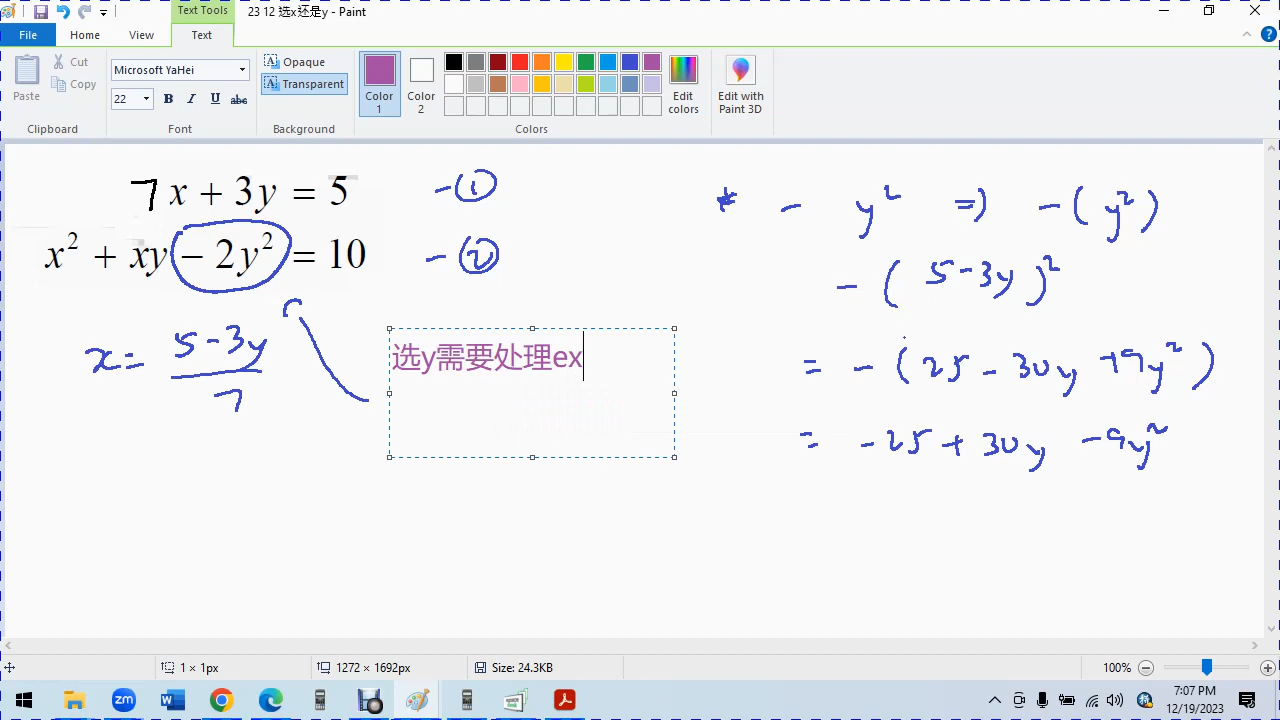 Text Tools
23 12 选x还是y - Paint
File
Home
View
Text
Paste
Cut
Copy
Clipboard
Microsoft YaHei
22
B I U abc
Font
Opaque
Transparent
Background
Color 1
Color 2
Edit colors
Colors
Edit with Paint 3D
7x + 3y = 5 -①
x² + xy - 2y² = 10 -②
x = (5-3y)/7
选y需要处理ex
* - y² => -(y²)
-(5-3y)²
= -(25 - 30y + 9y²)
= -25 + 30y - 9y²
1 × 1px
1272 × 1692px
Size: 24.3KB
100%
zm
W
7:07 PM
12/19/2023